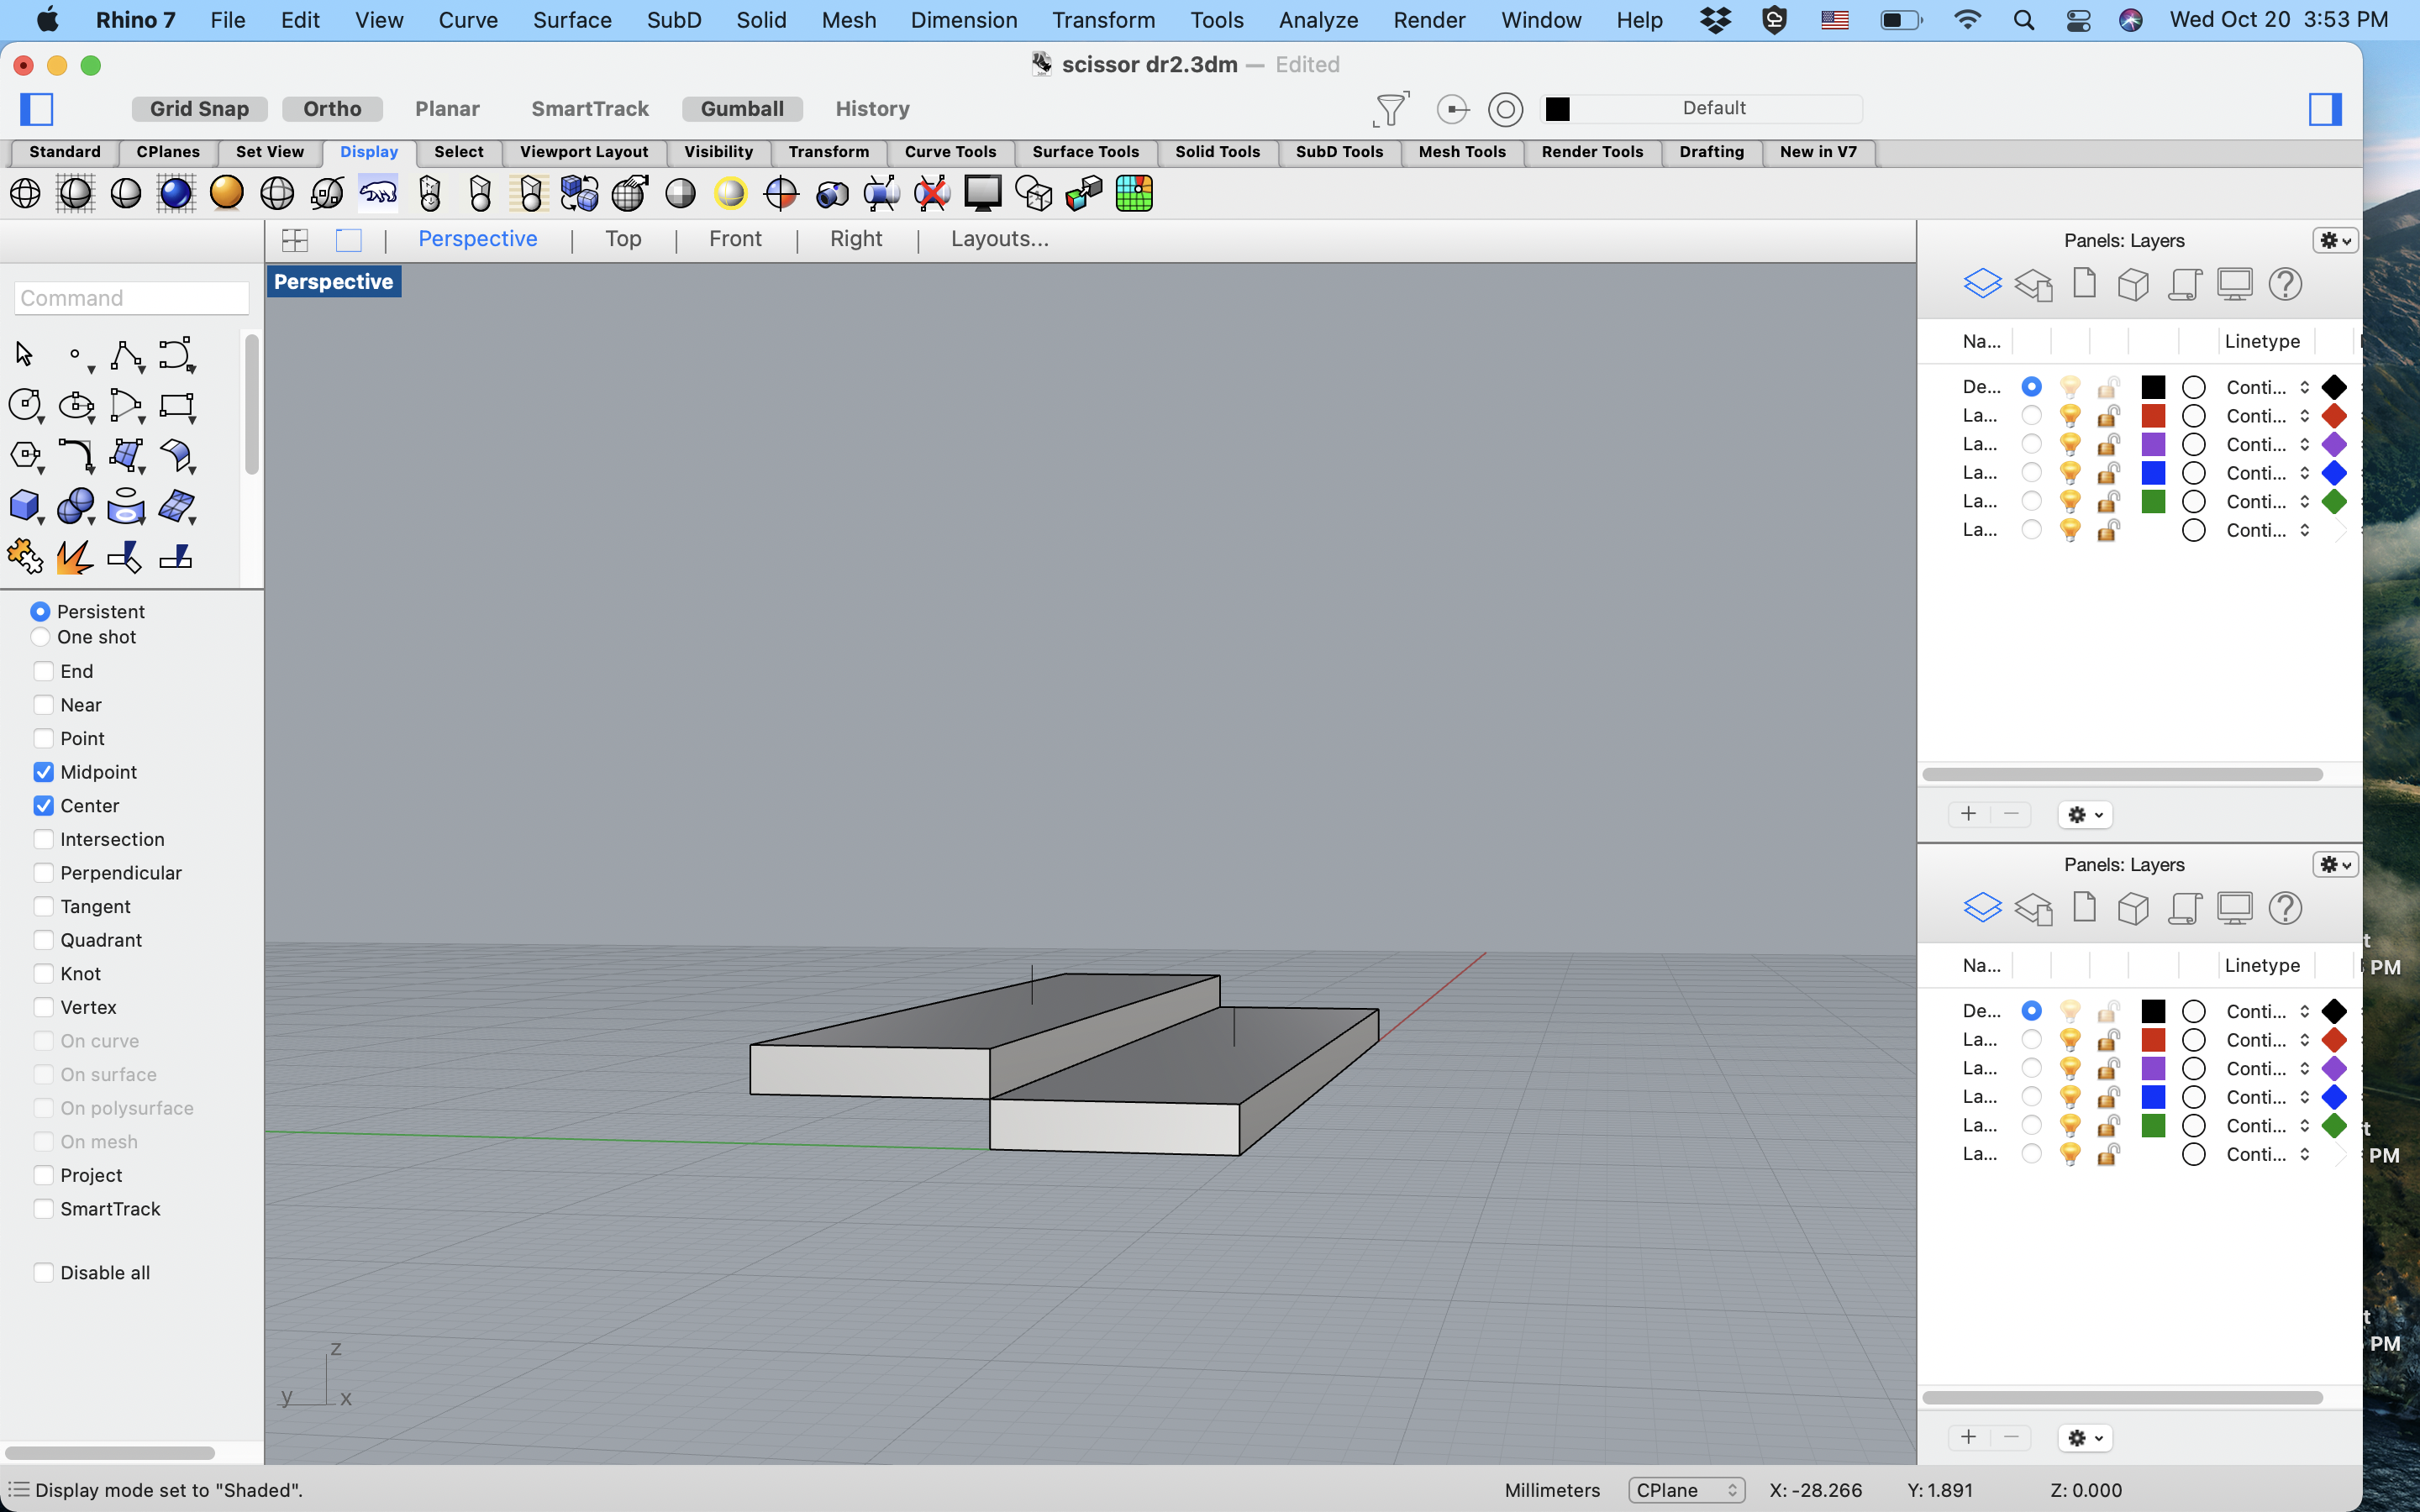 Rhino 7 File Edit View Curve Surface SubD Solid Mesh Dimension Transform Tools Analyze Render Window Help Wed Oct 20 3:53 PM
scissor dr2.3dm — Edited
Grid Snap Ortho Planar SmartTrack Gumball History Default
Standard CPlanes Set View Display Select Viewport Layout Visibility Transform Curve Tools Surface Tools Solid Tools SubD Tools Mesh Tools Render Tools Drafting New in V7
Perspective | Top | Front | Right | Layouts...
Perspective
Command
Persistent
One shot
End
Near
Point
Midpoint
Center
Intersection
Perpendicular
Tangent
Quadrant
Knot
Vertex
On curve
On surface
On polysurface
On mesh
Project
SmartTrack
Disable all
z
y x
Panels: Layers
Na... Linetype
De... Conti...
La... Conti...
La... Conti...
La... Conti...
La... Conti...
La... Conti...
Panels: Layers
Na... Linetype
De... Conti...
La... Conti...
La... Conti...
La... Conti...
La... Conti...
La... Conti...
t
PM
t
PM
t
PM
Display mode set to "Shaded". Millimeters CPlane X: -28.266 Y: 1.891 Z: 0.000